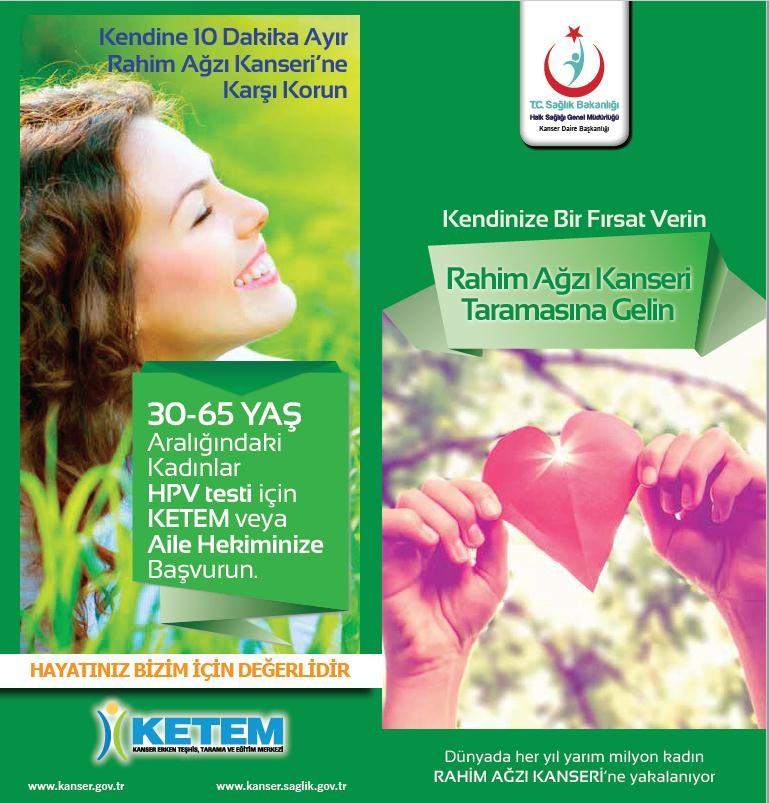 Kendine 10 Dakika Ayır
Rahim Ağzı Kanseri’ne
Karşı Korun
30-65 YAŞ
Aralığındaki
Kadınlar
HPV testi için
KETEM veya
Aile Hekiminize
Başvurun.
HAYATINIZ BİZİM İÇİN DEĞERLİDİR
KETEM
KANSER ERKEN TEŞHİS, TARAMA VE EĞİTİM MERKEZİ
www.kanser.gov.tr
www.kanser.saglik.gov.tr
T.C. Sağlık Bakanlığı
Halk Sağlığı Genel Müdürlüğü
Kanser Daire Başkanlığı
Kendinize Bir Fırsat Verin
Rahim Ağzı Kanseri
Taramasına Gelin
Dünyada her yıl yarım milyon kadın
RAHİM AĞZI KANSERİ’ne yakalanıyor